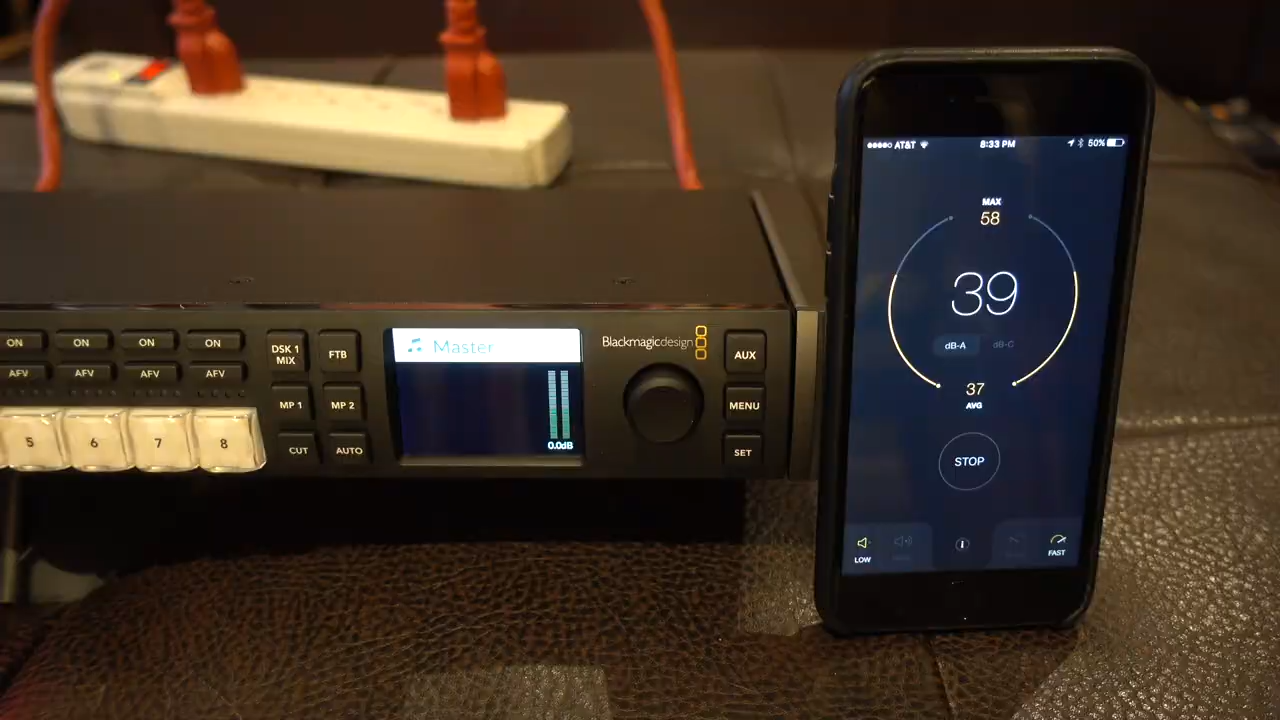 AT&T 8:33 PM 50%
MAX
58
39
dB-A dB-C
37
AVG
STOP
LOW
i
FAST
ON ON ON ON
AFV AFV AFV AFV
5 6 7 8
DSK 1
MIX
FTB
MP 1
MP 2
CUT
AUTO
Master
0.0dB
Blackmagicdesign
AUX
MENU
SET